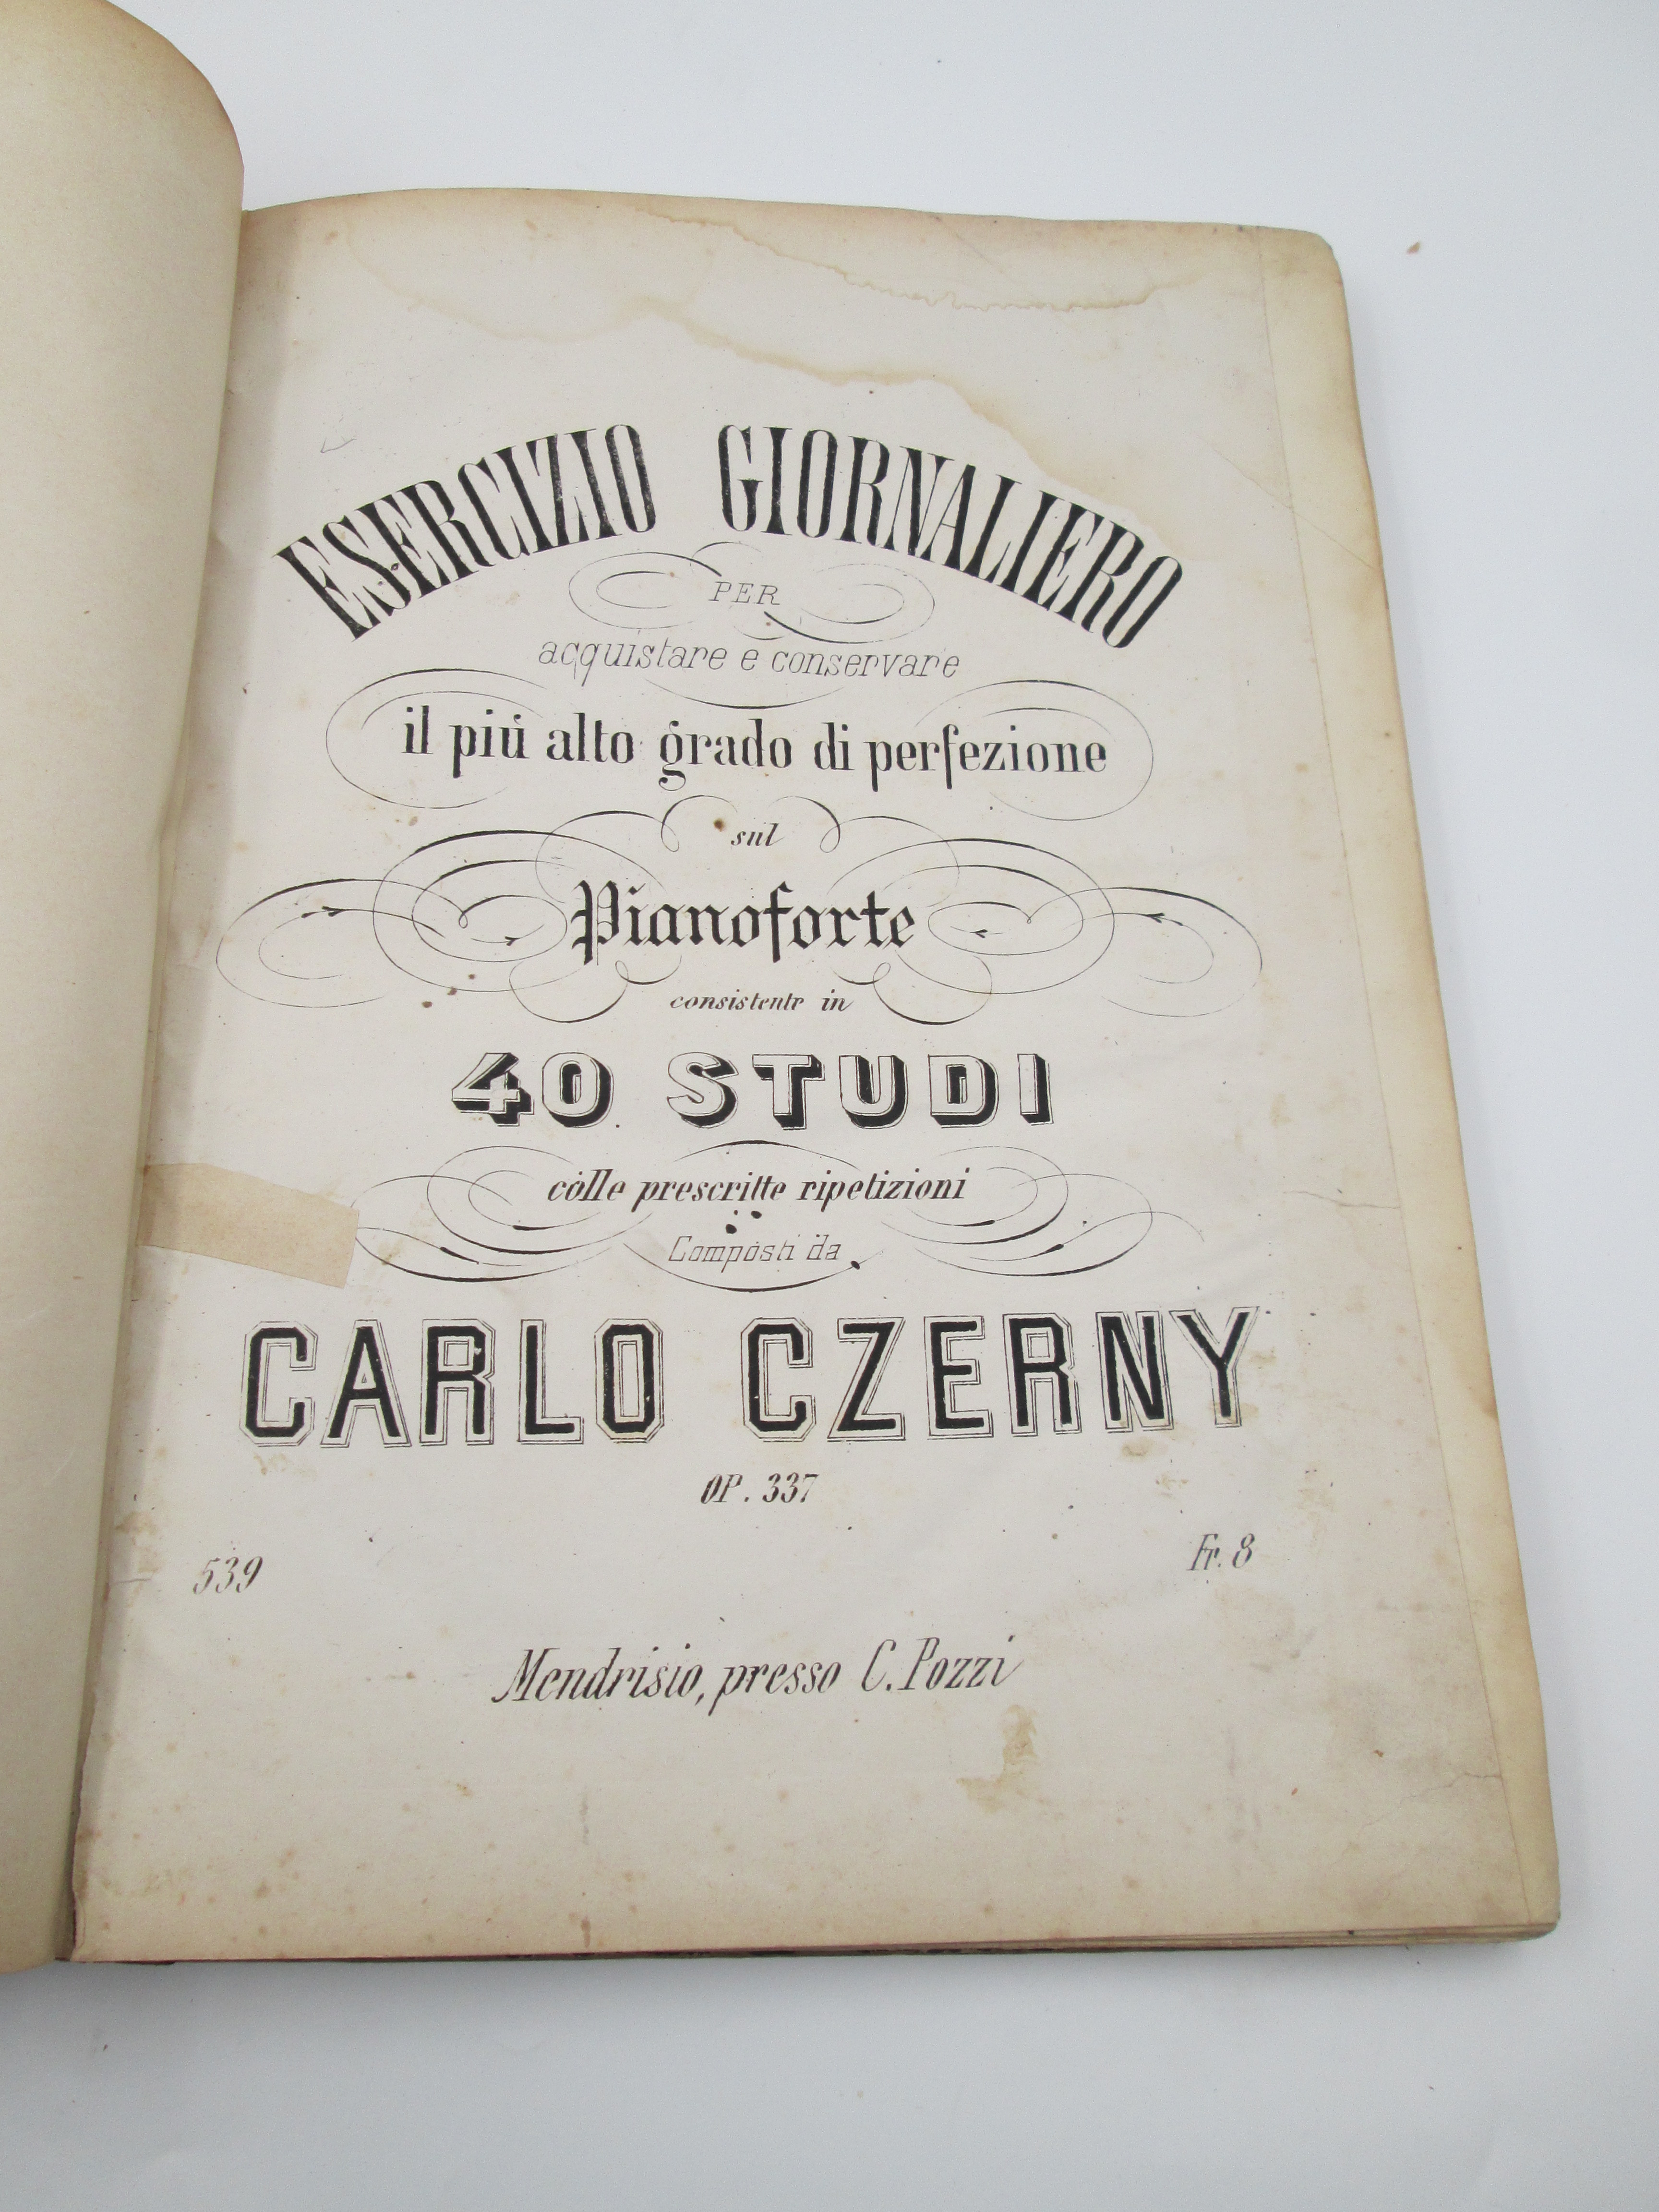 ESERCIZIO GIORNALIERO
PER
acquistare e conservare
il più alto grado di perfezione
sul
Pianoforte
consistente in
40 STUDI
colle prescritte ripetizioni
Composti da
CARLO CZERNY
OP. 337
539
Fr. 8
Mendrisio, presso C. Pozzi